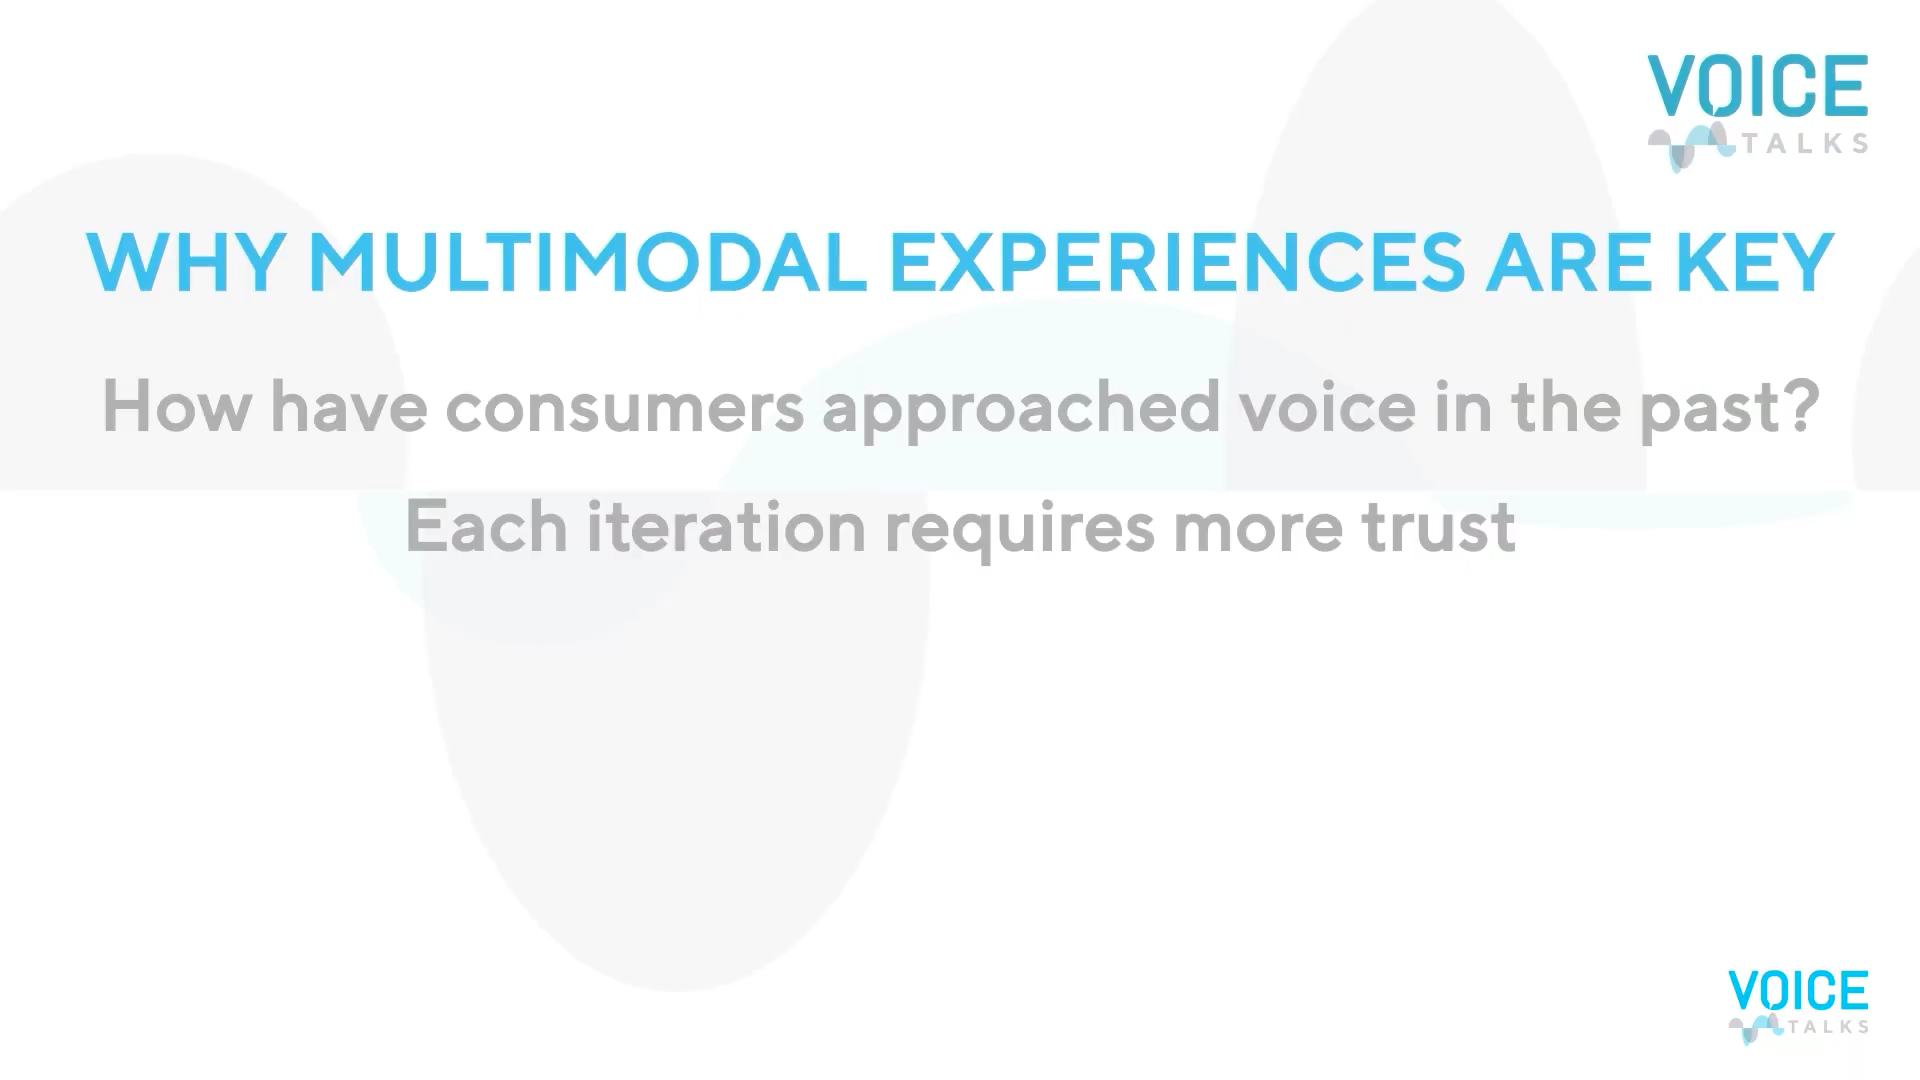 VOICE
TALKS
WHY MULTIMODAL EXPERIENCES ARE KEY
How have consumers approached voice in the past?
Each iteration requires more trust
VOICE
TALKS